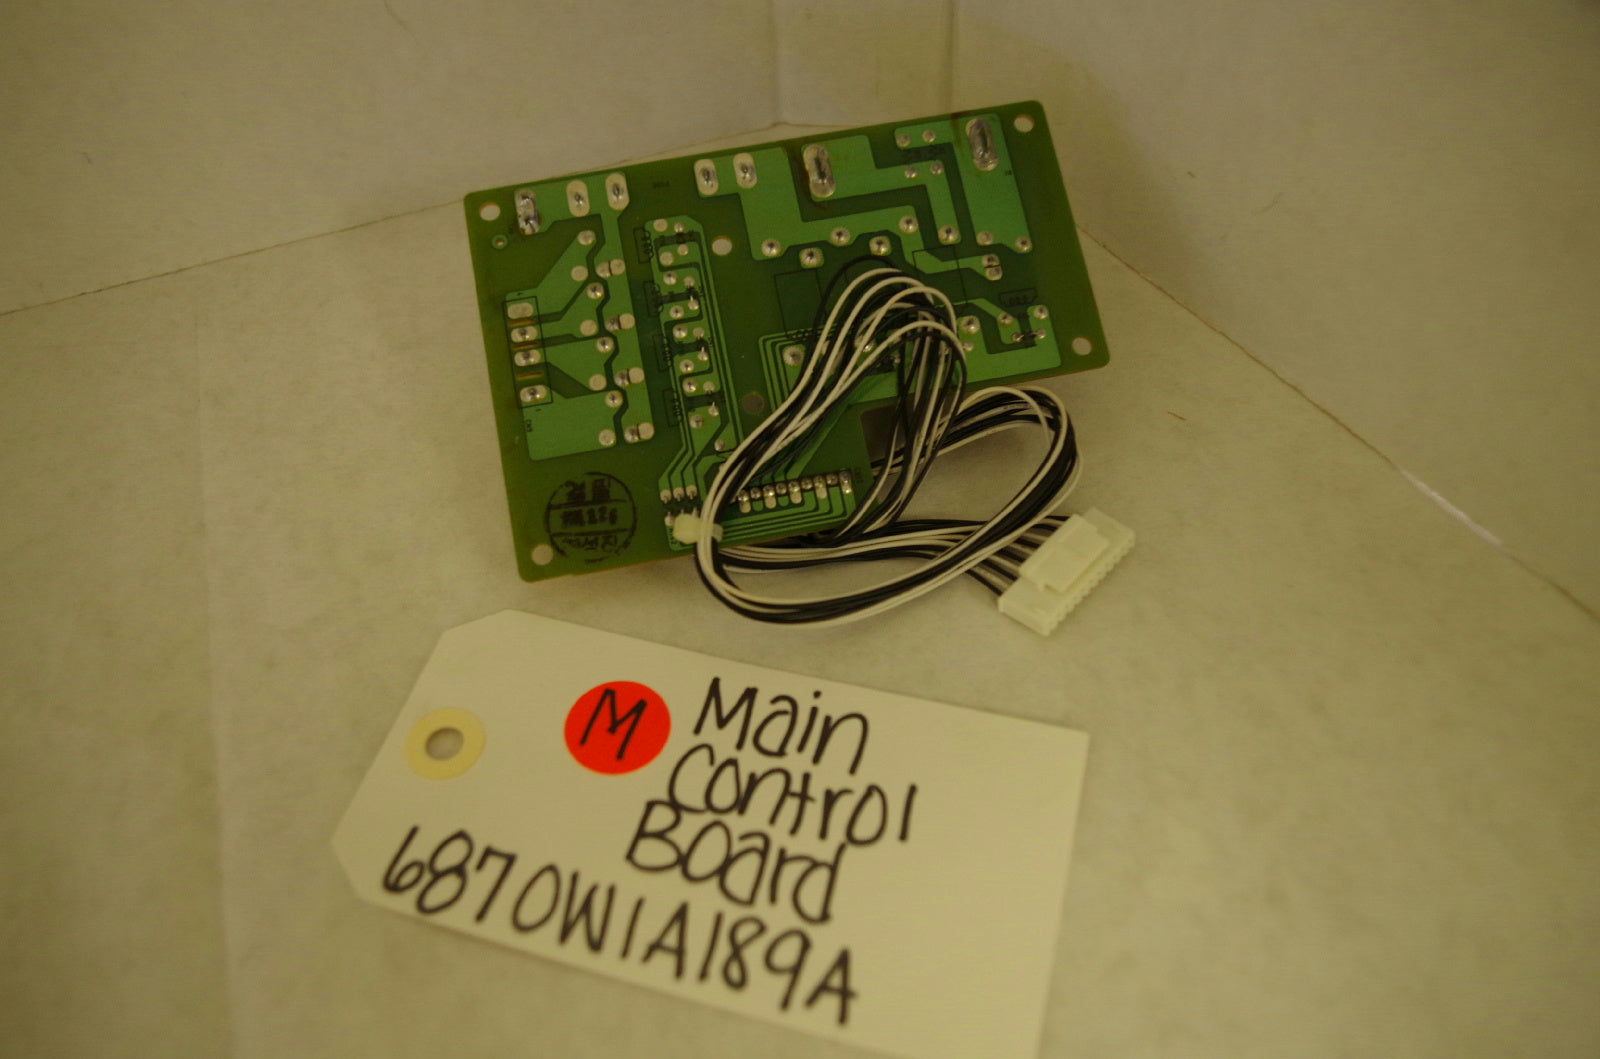 M
Main
Control
Board
6870W1A189A